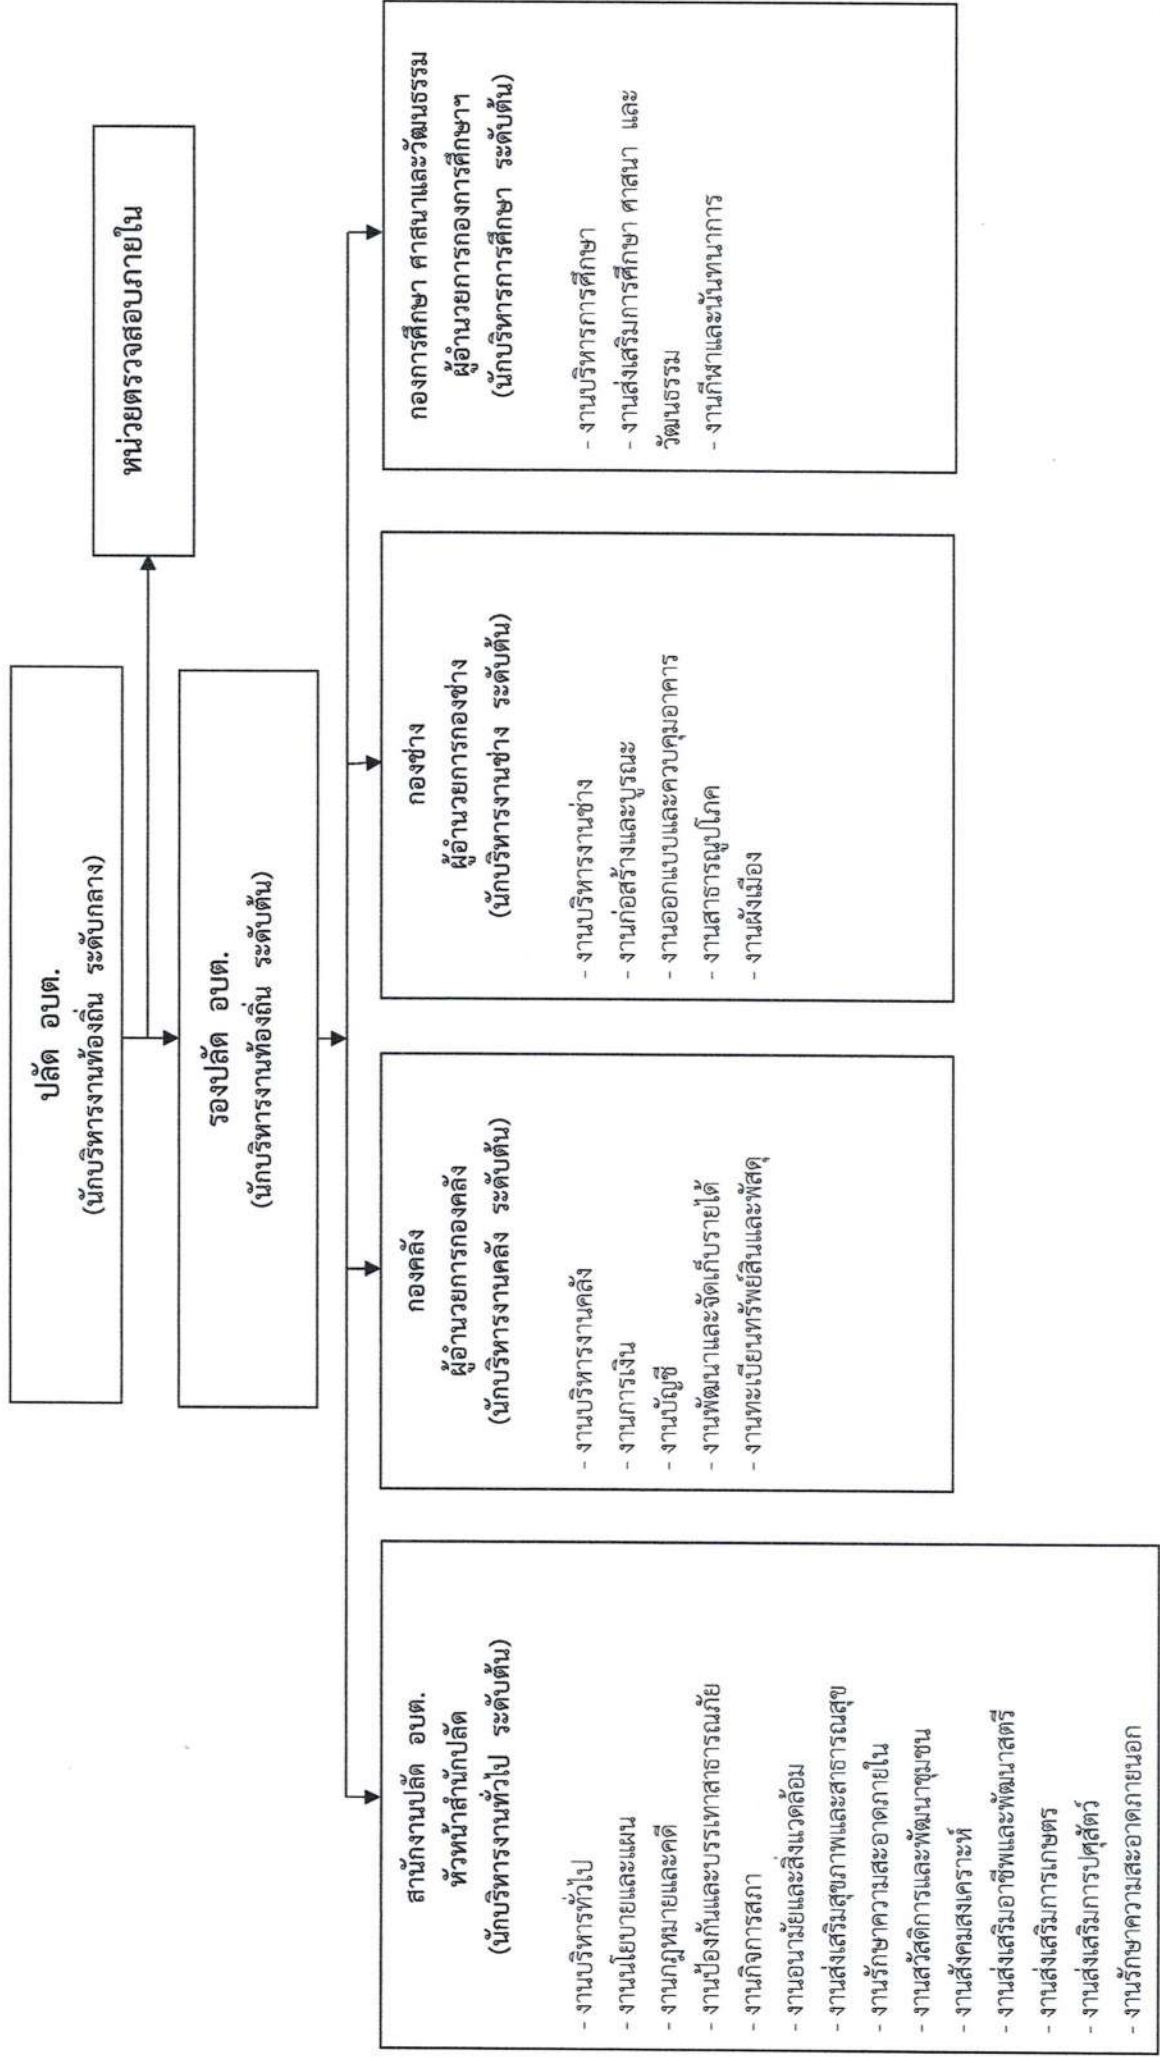 ปลัด อบต.
(นักบริหารงานท้องถิ่น ระดับกลาง)
หน่วยตรวจสอบภายใน
รองปลัด อบต.
(นักบริหารงานท้องถิ่น ระดับต้น)
สำนักงานปลัด อบต.
หัวหน้าสำนักปลัด
(นักบริหารงานทั่วไป ระดับต้น)
- งานบริหารทั่วไป
- งานนโยบายและแผน
- งานกฎหมายและคดี
- งานป้องกันและบรรเทาสาธารณภัย
- งานกิจการสภา
- งานอนามัยและสิ่งแวดล้อม
- งานส่งเสริมสุขภาพและสาธารณสุข
- งานรักษาความสะอาดภายใน
- งานสวัสดิการและพัฒนาชุมชน
- งานสังคมสงเคราะห์
- งานส่งเสริมอาชีพและพัฒนาสตรี
- งานส่งเสริมการเกษตร
- งานส่งเสริมการปศุสัตว์
- งานรักษาความสะอาดภายนอก
กองคลัง
ผู้อำนวยการกองคลัง
(นักบริหารงานคลัง ระดับต้น)
- งานบริหารงานคลัง
- งานการเงิน
- งานบัญชี
- งานพัฒนาและจัดเก็บรายได้
- งานทะเบียนทรัพย์สินและพัสดุ
กองช่าง
ผู้อำนวยการกองช่าง
(นักบริหารงานช่าง ระดับต้น)
- งานบริหารงานช่าง
- งานก่อสร้างและบูรณะ
- งานออกแบบและควบคุมอาคาร
- งานสาธารณูปโภค
- งานผังเมือง
กองการศึกษา ศาสนาและวัฒนธรรม
ผู้อำนวยการกองการศึกษาฯ
(นักบริหารการศึกษา ระดับต้น)
- งานบริหารการศึกษา
- งานส่งเสริมการศึกษา ศาสนา และ
วัฒนธรรม
- งานกีฬาและนันทนาการ